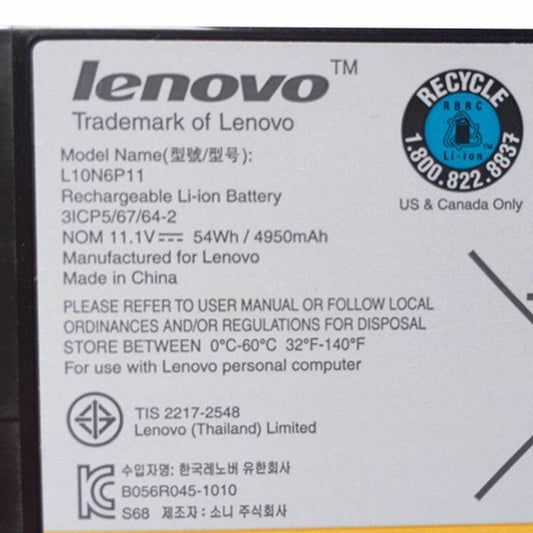 lenovo™
Trademark of Lenovo
Model Name(型號/型号):
L10N6P11
Rechargeable Li-ion Battery
3ICP5/67/64-2
NOM 11.1V⎓ 54Wh / 4950mAh
Manufactured for Lenovo
Made in China
PLEASE REFER TO USER MANUAL OR FOLLOW LOCAL
ORDINANCES AND/OR REGULATIONS FOR DISPOSAL
STORE BETWEEN 0°C-60°C 32°F-140°F
For use with Lenovo personal computer
TIS 2217-2548
Lenovo (Thailand) Limited
수입자명: 한국레노버 유한회사
B056R045-1010
S68 제조자 : 소니 주식회사
RECYCLE
RBRC
Li-ion
™
1.800.822.8837
US & Canada Only